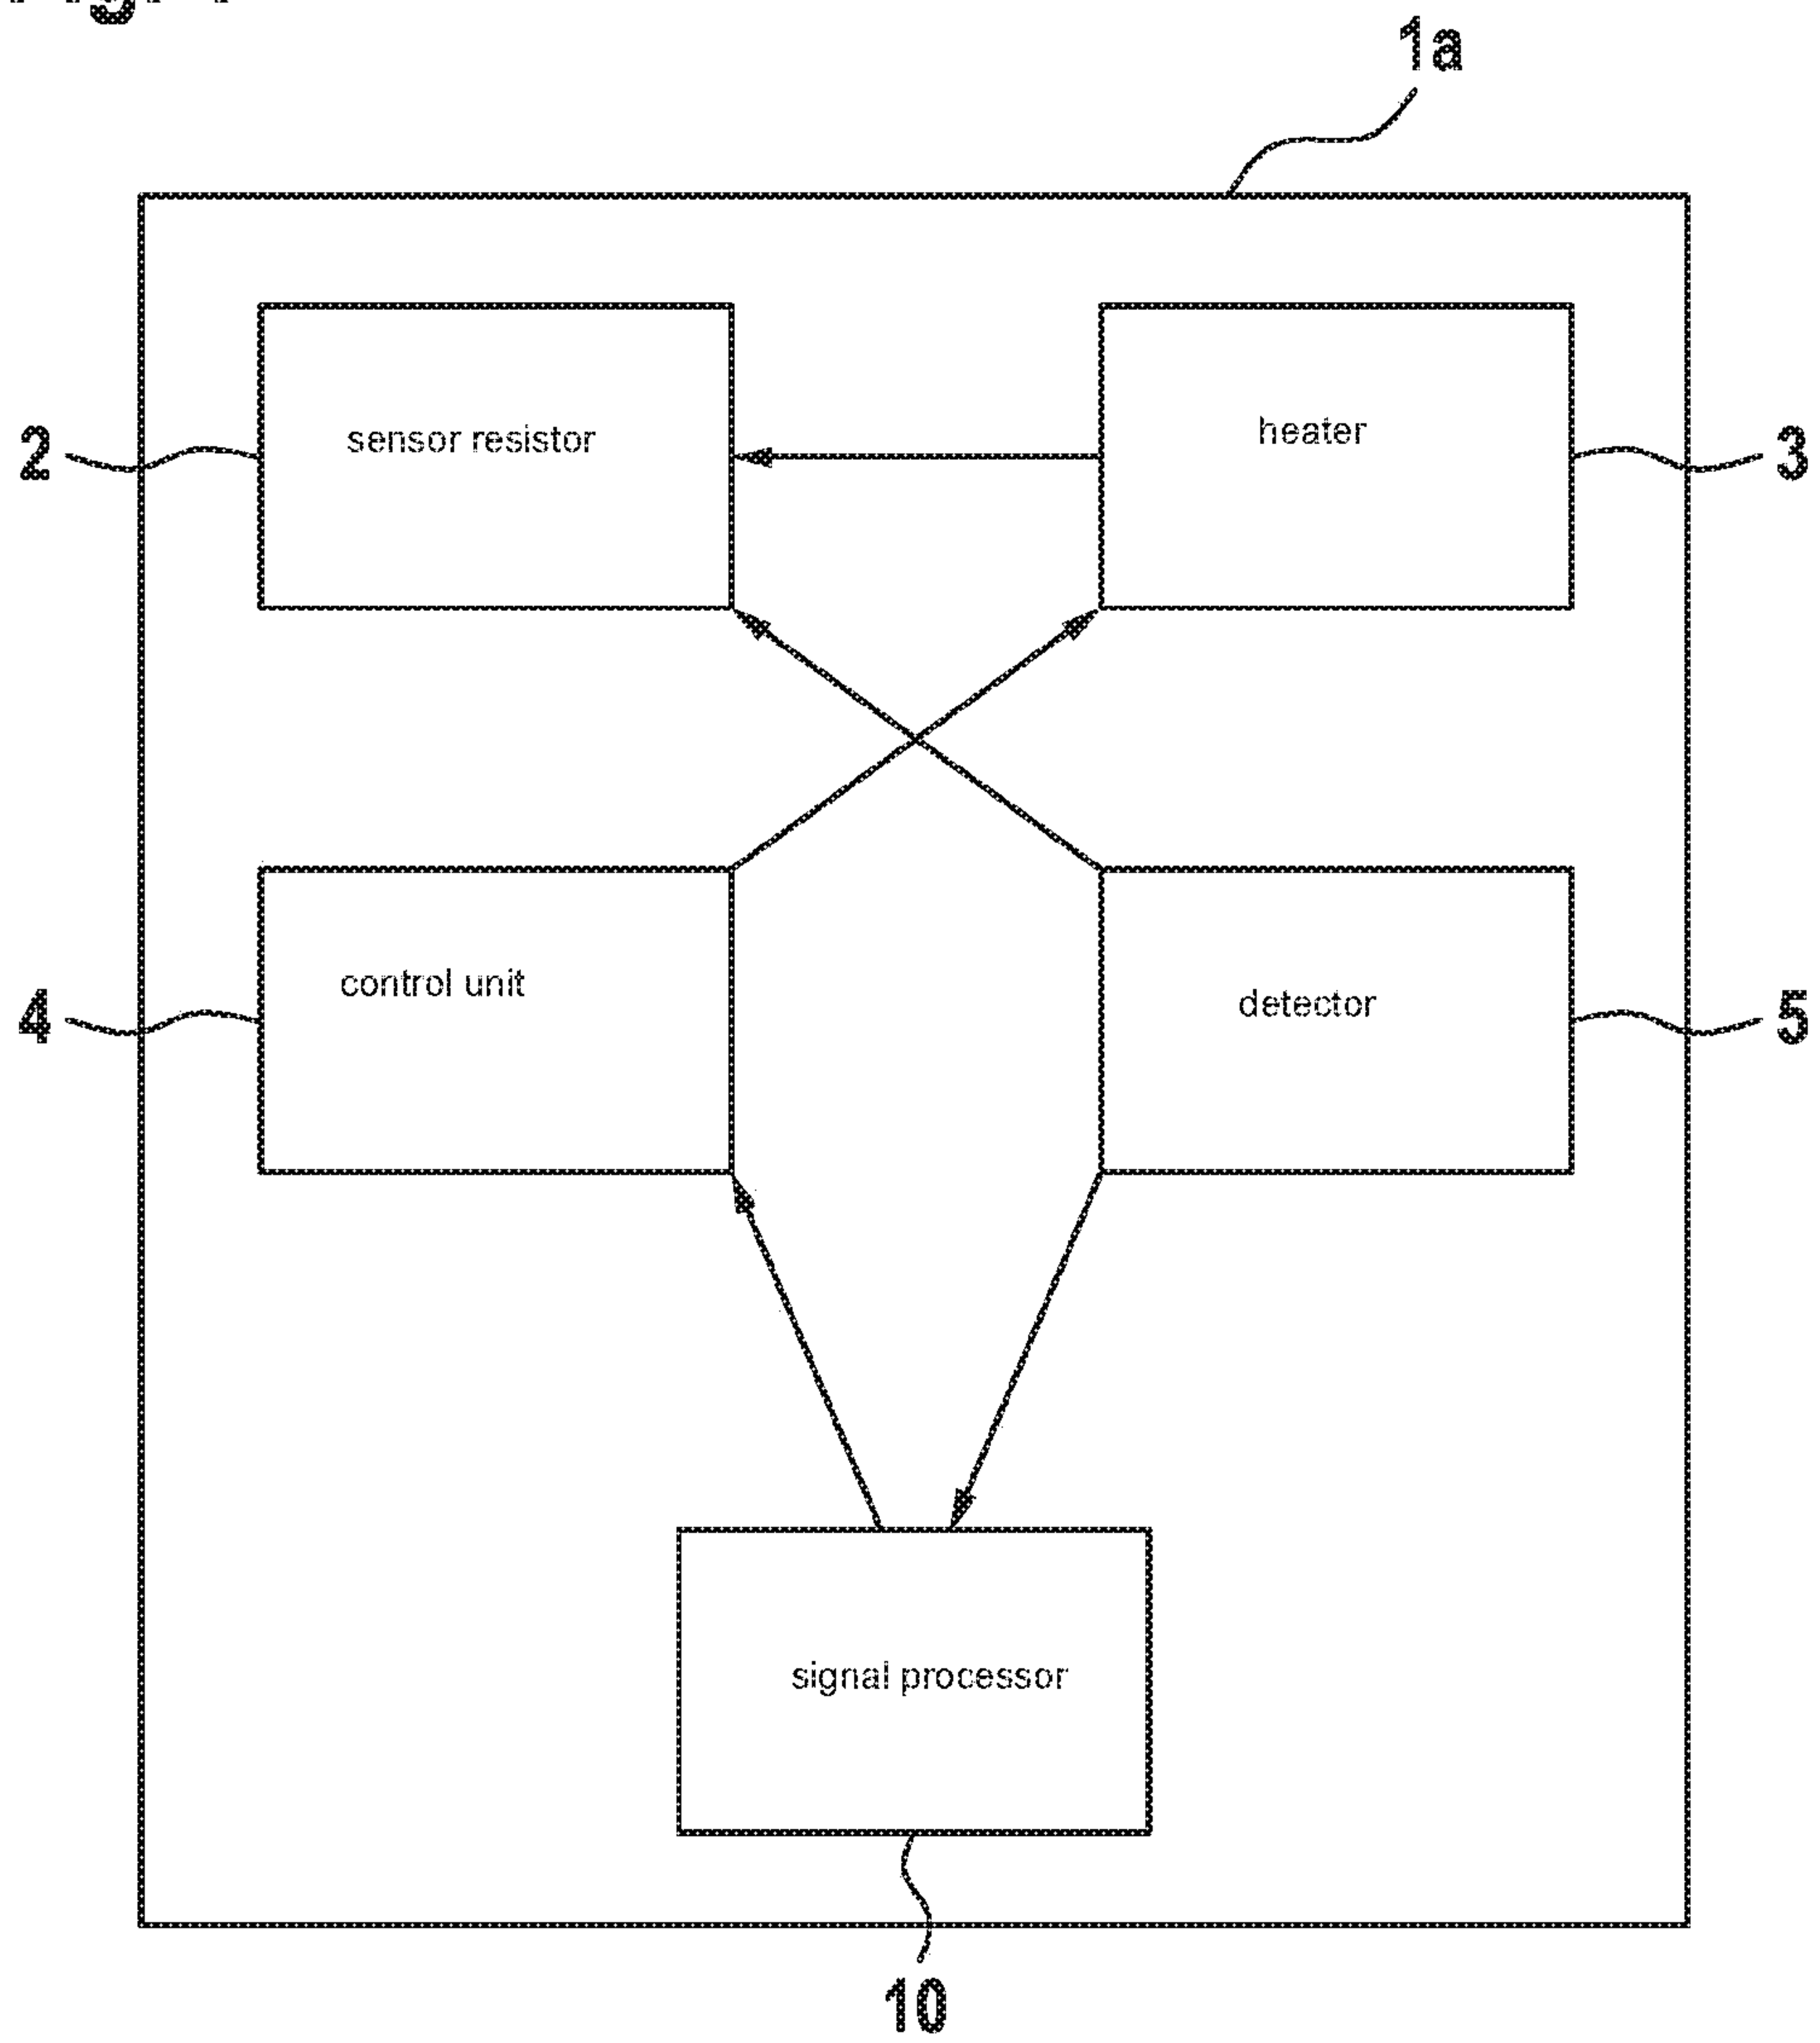 1a
sensor resistor
heater
2
3
control unit
detector
4
5
signal processor
10